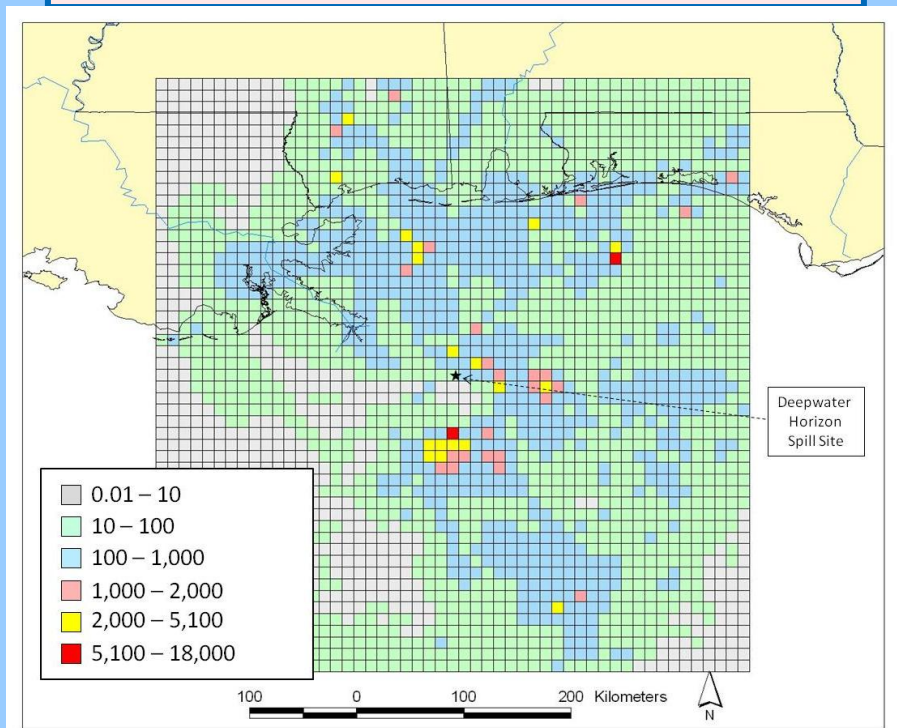 Deepwater
Horizon
Spill Site
0.01 – 10
10 – 100
100 – 1,000
1,000 – 2,000
2,000 – 5,100
5,100 – 18,000
100 0 100 200 Kilometers
N